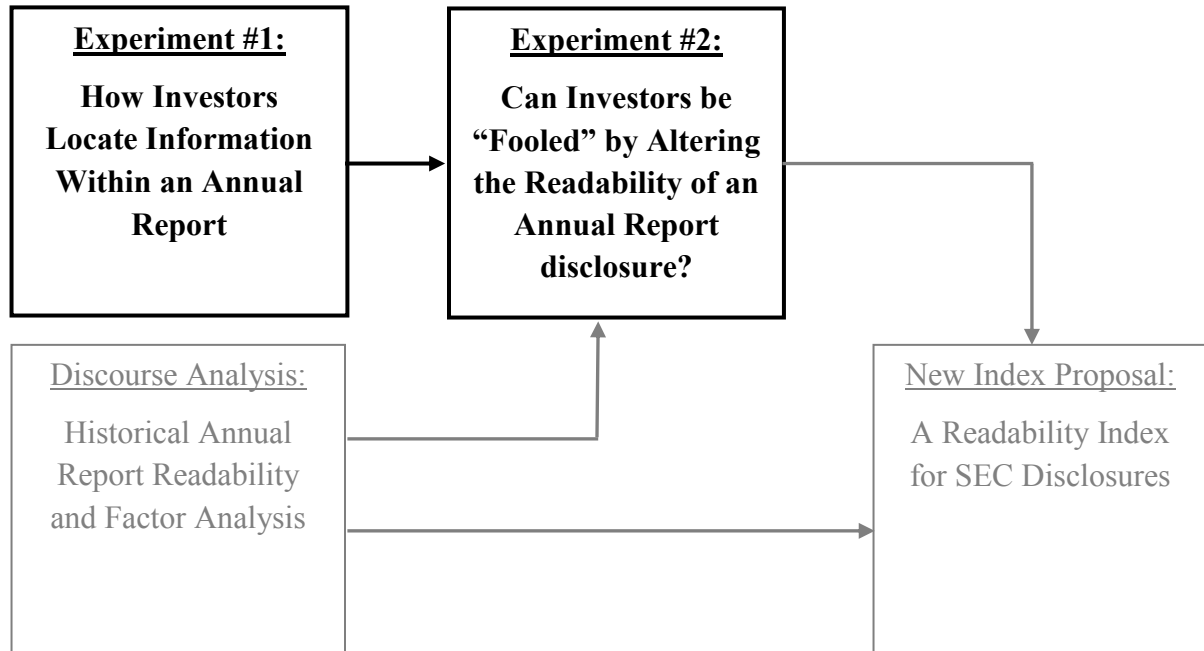 Experiment #1:
How Investors
Locate Information
Within an Annual
Report
Experiment #2:
Can Investors be
“Fooled” by Altering
the Readability of an
Annual Report
disclosure?
Discourse Analysis:
Historical Annual
Report Readability
and Factor Analysis
New Index Proposal:
A Readability Index
for SEC Disclosures